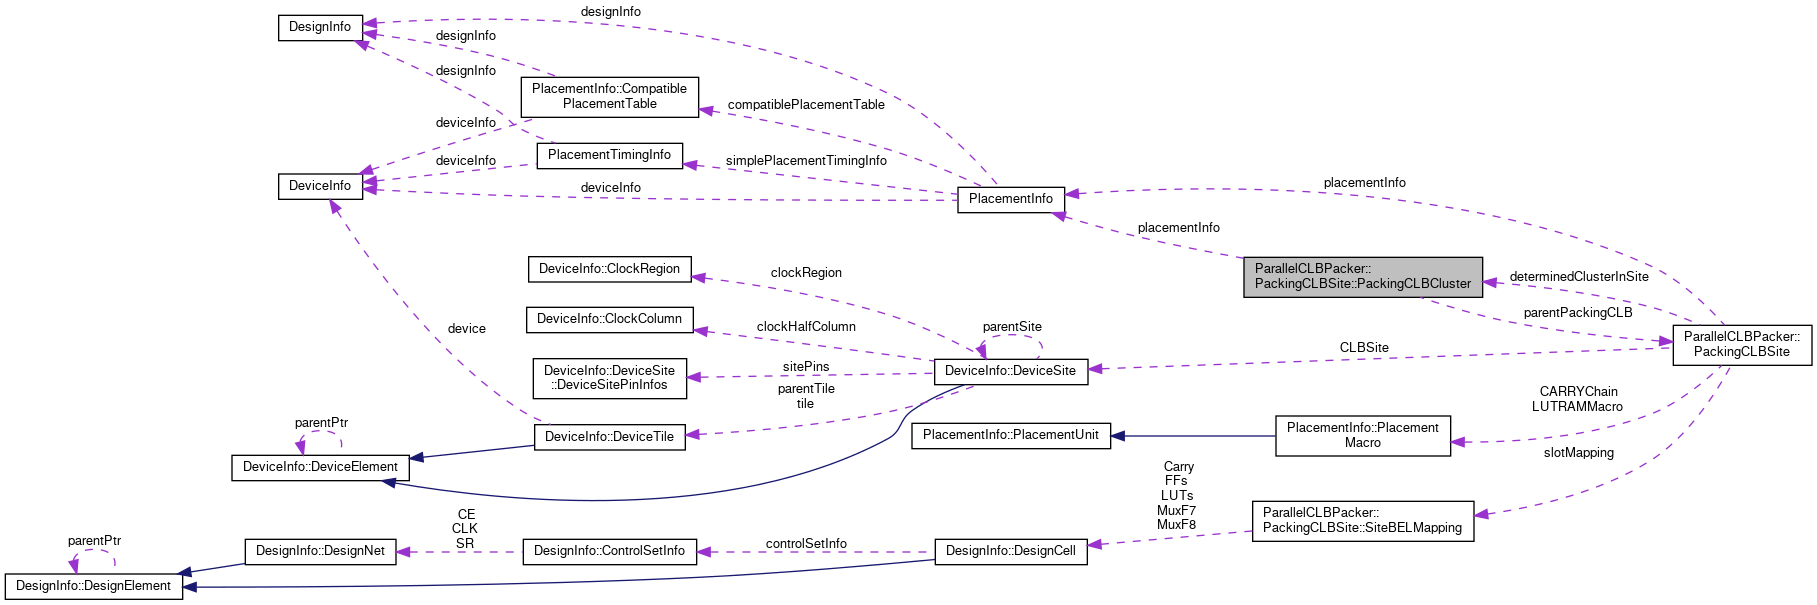 designInfo
DesignInfo
designInfo
designInfo
PlacementInfo::Compatible
PlacementTable
compatiblePlacementTable
deviceInfo
PlacementTimingInfo
deviceInfo
simplePlacementTimingInfo
DeviceInfo
deviceInfo
placementInfo
PlacementInfo
placementInfo
DeviceInfo::ClockRegion
clockRegion
ParallelCLBPacker::
PackingCLBSite::PackingCLBCluster
determinedClusterInSite
parentPackingCLB
DeviceInfo::ClockColumn
clockHalfColumn
parentSite
device
ParallelCLBPacker::
PackingCLBSite
CLBSite
DeviceInfo::DeviceSite
::DeviceSitePinInfos
sitePins
DeviceInfo::DeviceSite
parentTile
tile
CARRYChain
LUTRAMMacro
parentPtr
DeviceInfo::DeviceTile
PlacementInfo::PlacementUnit
PlacementInfo::Placement
Macro
slotMapping
DeviceInfo::DeviceElement
Carry
FFs
LUTs
MuxF7
MuxF8
ParallelCLBPacker::
PackingCLBSite::SiteBELMapping
CE
CLK
SR
parentPtr
DesignInfo::DesignNet
DesignInfo::ControlSetInfo
controlSetInfo
DesignInfo::DesignCell
DesignInfo::DesignElement